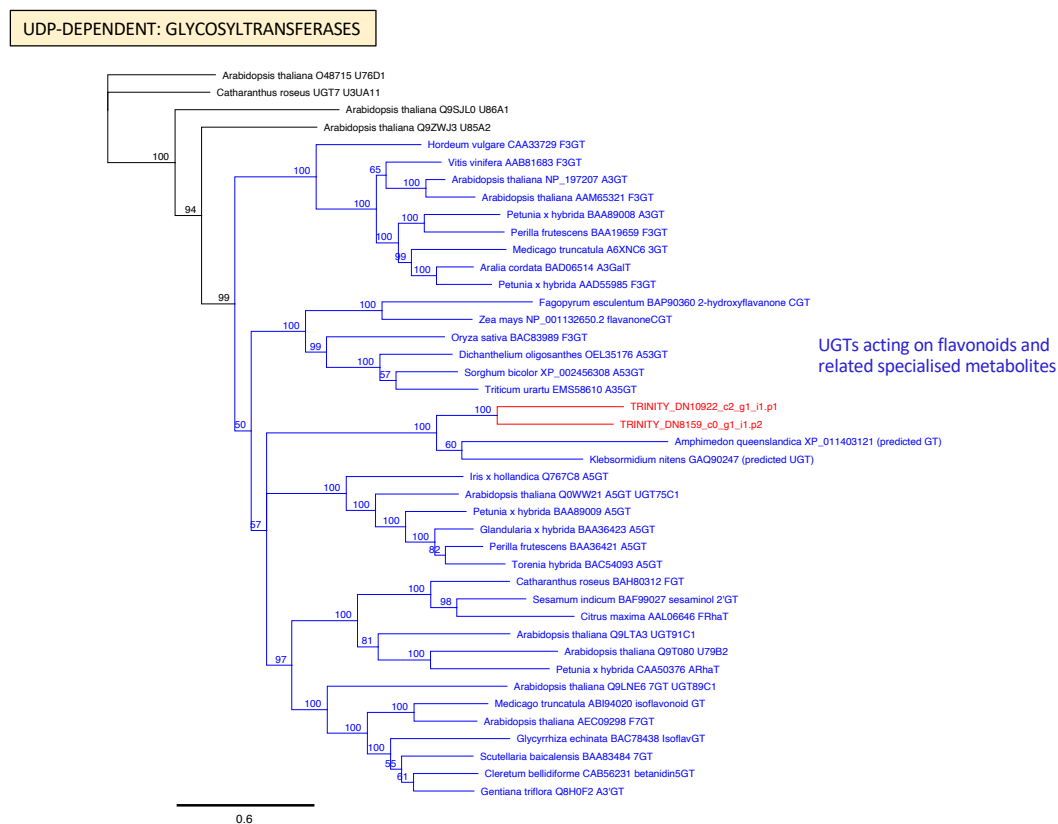 UDP-DEPENDENT: GLYCOSYLTRANSFERASES
Arabidopsis thaliana O48715 U76D1
Catharanthus roseus UGT7 U3UA11
Arabidopsis thaliana Q9SJL0 U86A1
100
Arabidopsis thaliana Q9ZWJ3 U85A2
94
Hordeum vulgare CAA33729 F3GT
100
Vitis vinifera AAB81683 F3GT
65
Arabidopsis thaliana NP_197207 A3GT
100
Arabidopsis thaliana AAM65321 F3GT
100
Petunia x hybrida BAA89008 A3GT
100
Perilla frutescens BAA19659 F3GT
100
Medicago truncatula A6XNC6 3GT
99
Aralia cordata BAD06514 A3GalT
100
Petunia x hybrida AAD55985 F3GT
99
Fagopyrum esculentum BAP90360 2-hydroxyflavanone CGT
100
Zea mays NP_001132650.2 flavanoneCGT
100
Oryza sativa BAC83989 F3GT
99
Dichanthelium oligosanthes OEL35176 A53GT
100
Sorghum bicolor XP_002456308 A53GT
57
Triticum urartu EMS58610 A35GT
UGTs acting on flavonoids and
related specialised metabolites
TRINITY_DN10922_c2_g1_i1.p1
100
TRINITY_DN8159_c0_g1_i1.p2
50
100
Amphimedon queenslandica XP_011403121 (predicted GT)
60
Klebsormidium nitens GAQ90247 (predicted UGT)
Iris x hollandica Q767C8 A5GT
100
Arabidopsis thaliana Q0WW21 A5GT UGT75C1
100
Petunia x hybrida BAA89009 A5GT
100
Glandularia x hybrida BAA36423 A5GT
100
Perilla frutescens BAA36421 A5GT
82
Torenia hybrida BAC54093 A5GT
57
Catharanthus roseus BAH80312 FGT
100
Sesamum indicum BAF99027 sesaminol 2'GT
98
Citrus maxima AAL06646 FRhaT
100
Arabidopsis thaliana Q9LTA3 UGT91C1
81
Arabidopsis thaliana Q9T080 U79B2
100
Petunia x hybrida CAA50376 ARhaT
97
Arabidopsis thaliana Q9LNE6 7GT UGT89C1
100
Medicago truncatula ABI94020 isoflavonoid GT
100
Arabidopsis thaliana AEC09298 F7GT
100
Glycyrrhiza echinata BAC78438 IsoflavGT
100
Scutellaria baicalensis BAA83484 7GT
55
Cleretum bellidiforme CAB56231 betanidin5GT
61
Gentiana triflora Q8H0F2 A3'GT
0.6